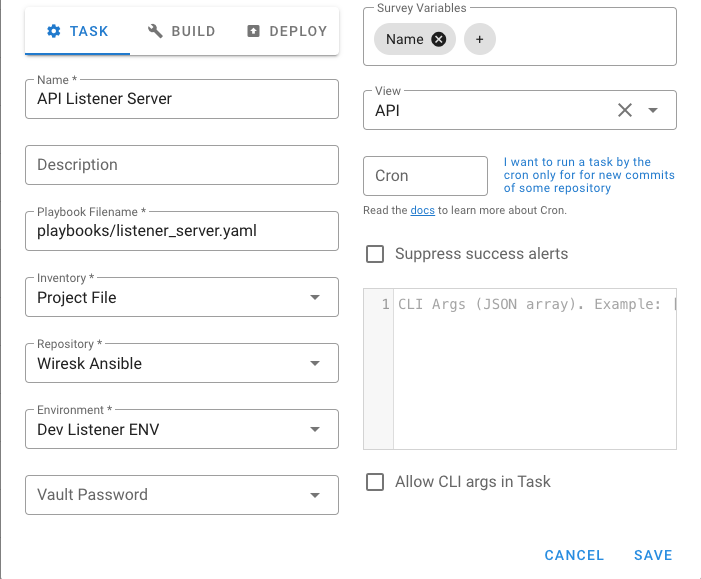 TASK
BUILD
DEPLOY
Name *
API Listener Server
Description
Playbook Filename *
playbooks/listener_server.yaml
Inventory *
Project File
Repository *
Wiresk Ansible
Environment *
Dev Listener ENV
Vault Password
Survey Variables
Name
+
View
API
Cron
I want to run a task by the
cron only for for new commits
of some repository
Read the docs to learn more about Cron.
Suppress success alerts
1 CLI Args (JSON array). Example: [
Allow CLI args in Task
CANCEL
SAVE